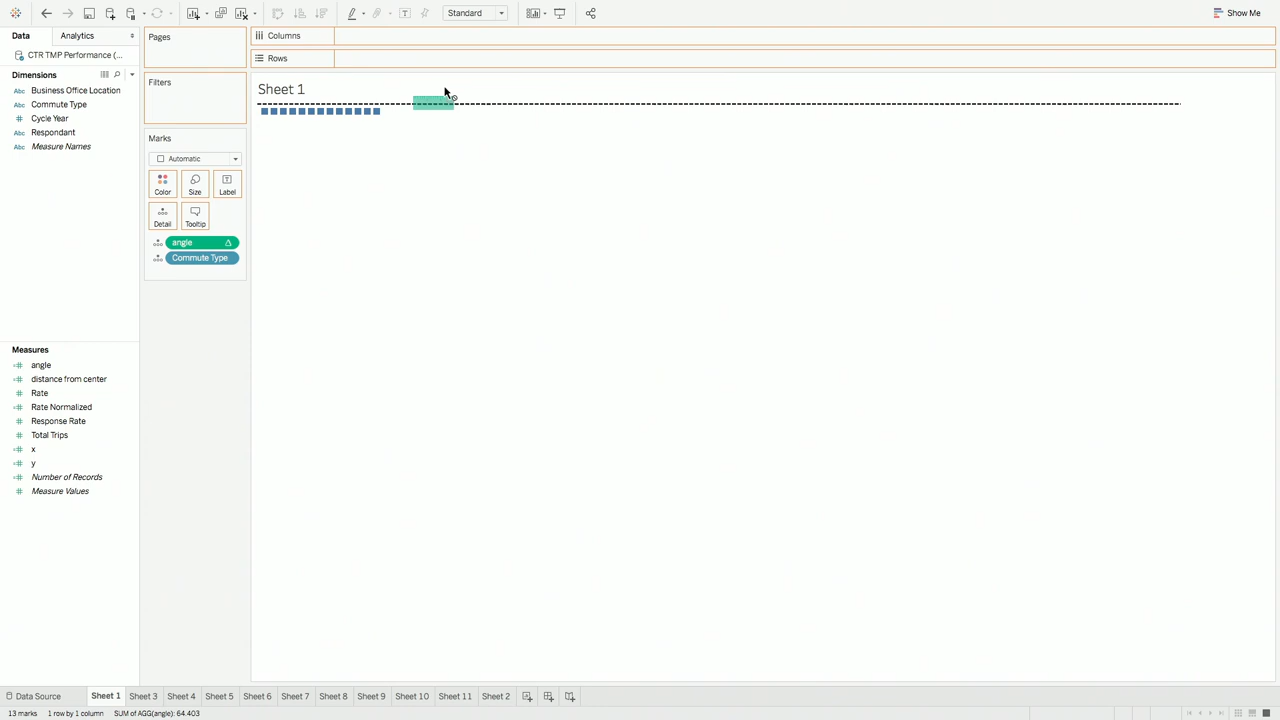 Standard
Show Me
Data
Analytics
Pages
Columns
CTR TMP Performance (...
Rows
Dimensions
Filters
Sheet 1
Abc Business Office Location
Abc Commute Type
# Cycle Year
Abc Respondant
Abc Measure Names
Marks
Automatic
Color
Size
Label
Detail
Tooltip
angle
Commute Type
Measures
angle
distance from center
Rate
Rate Normalized
Response Rate
Total Trips
x
y
Number of Records
Measure Values
Data Source
Sheet 1
Sheet 3
Sheet 4
Sheet 5
Sheet 6
Sheet 7
Sheet 8
Sheet 9
Sheet 10
Sheet 11
Sheet 2
13 marks
1 row by 1 column
SUM of AGG(angle): 64.403